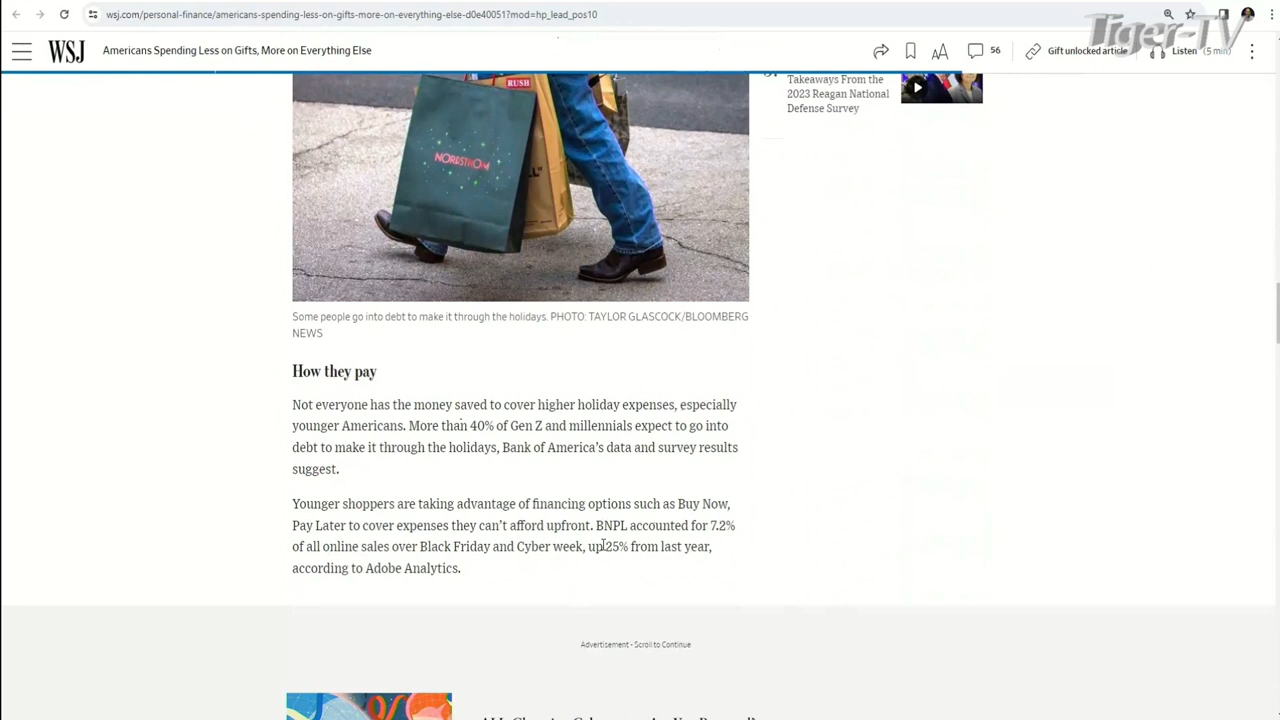 wsj.com/personal-finance/americans-spending-less-on-gifts-more-on-everything-else-d0e40051?mod=hp_lead_pos10
Tiger-TV
WSJ
Americans Spending Less on Gifts, More on Everything Else
AA
56
Gift unlocked article
Listen (5 min)
Takeaways From the
2023 Reagan National
Defense Survey
RUSH
NORDSTROM
Some people go into debt to make it through the holidays. PHOTO: TAYLOR GLASCOCK/BLOOMBERG
NEWS
How they pay
Not everyone has the money saved to cover higher holiday expenses, especially
younger Americans. More than 40% of Gen Z and millennials expect to go into
debt to make it through the holidays, Bank of America's data and survey results
suggest.
Younger shoppers are taking advantage of financing options such as Buy Now,
Pay Later to cover expenses they can't afford upfront. BNPL accounted for 7.2%
of all online sales over Black Friday and Cyber week, up 25% from last year,
according to Adobe Analytics.
Advertisement - Scroll to Continue